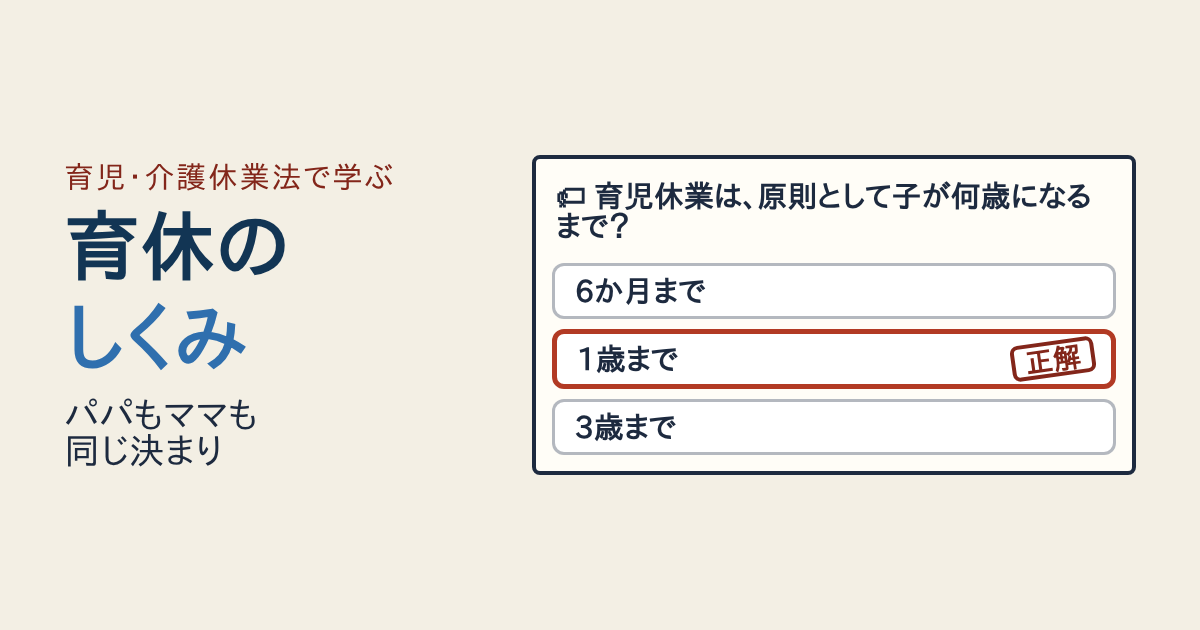 育児・介護休業法で学ぶ
育休の
しくみ
パパもママも
同じ決まり
🏷 育児休業は、原則として子が何歳になる
まで？
6か月まで
1歳まで
正解
3歳まで